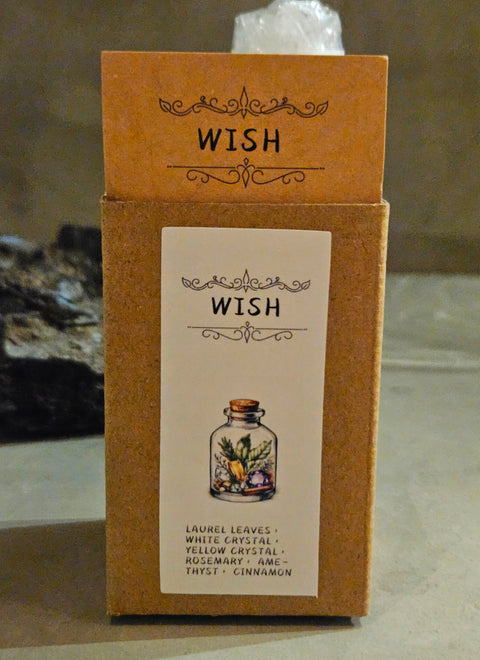 WISH
WISH
LAUREL LEAVES ,
WHITE CRYSTAL ,
YELLOW CRYSTAL ,
ROSEMARY , AME-
THYST , CINNAMON